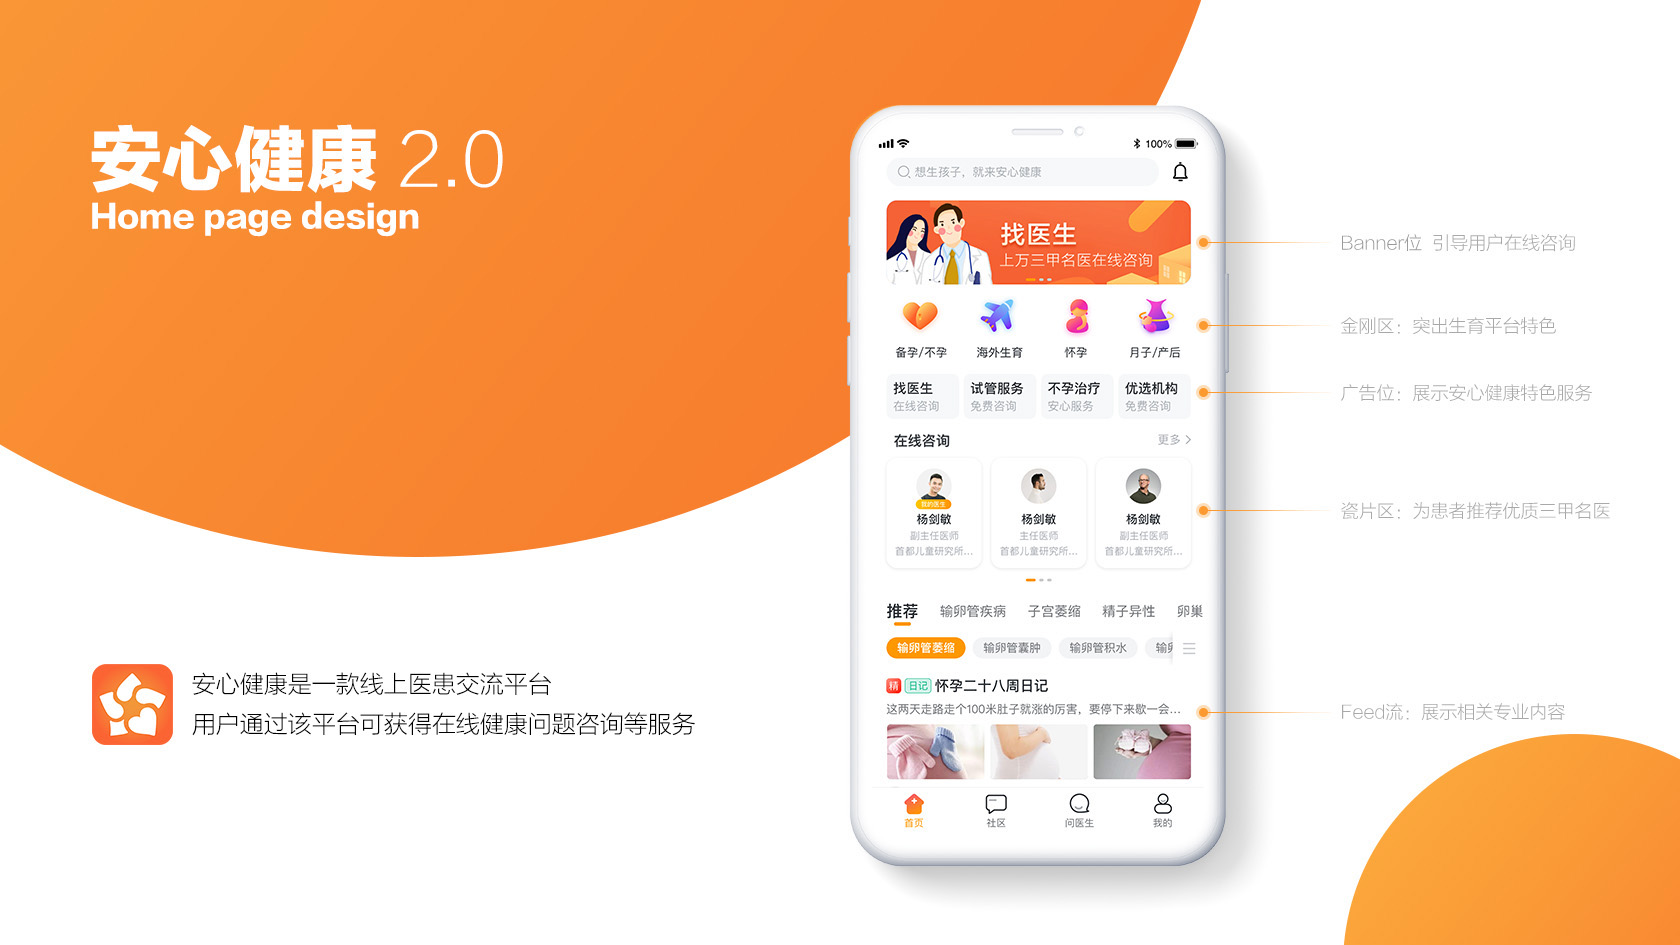 安心健康 2.0
Home page design
安心健康是一款线上医患交流平台
用户通过该平台可获得在线健康问题咨询等服务
100%
想生孩子，就来安心健康
找医生
上万三甲名医在线咨询
备孕/不孕 海外生育 怀孕 月子/产后
找医生 试管服务 不孕治疗 优选机构
在线咨询 免费咨询 安心服务 免费咨询
在线咨询 更多
我的医生
杨剑敏 杨剑敏 杨剑敏
副主任医师 主任医师 副主任医师
首都儿童研究所... 首都儿童研究所... 首都儿童研究所...
推荐 输卵管疾病 子宫萎缩 精子异性 卵巢
输卵管萎缩 输卵管囊肿 输卵管积水 输卵
精 日记 怀孕二十八周日记
这两天走路走个100米肚子就涨的厉害，要停下来歇一会...
首页 社区 问医生 我的
Banner位 引导用户在线咨询
金刚区：突出生育平台特色
广告位：展示安心健康特色服务
瓷片区：为患者推荐优质三甲名医
Feed流：展示相关专业内容